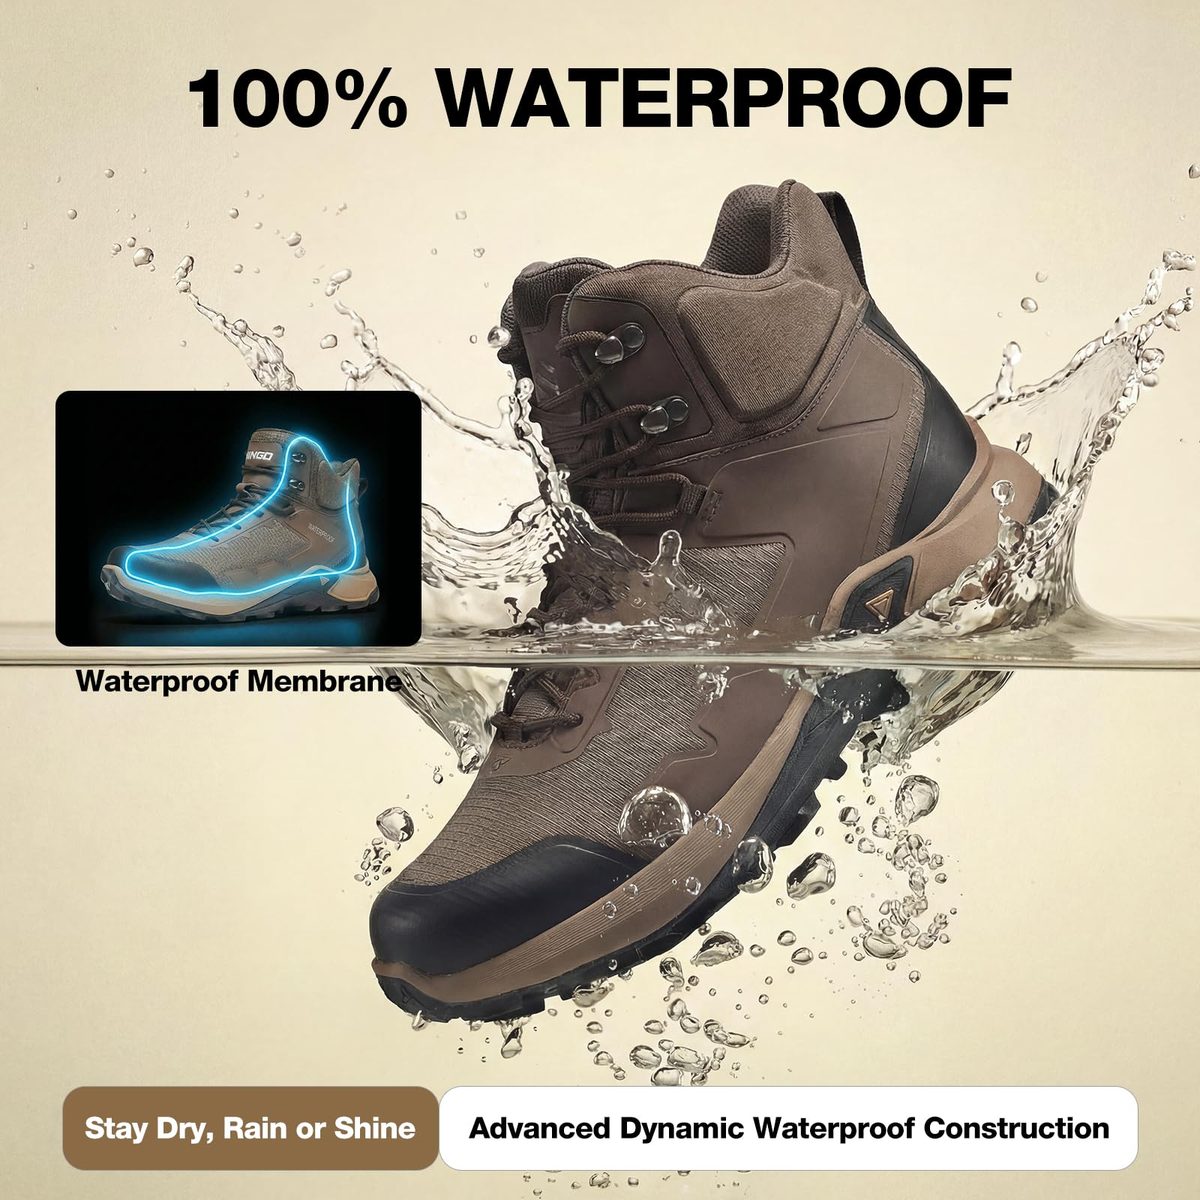 100% WATERPROOF
Waterproof Membrane
Stay Dry, Rain or Shine
Advanced Dynamic Waterproof Construction